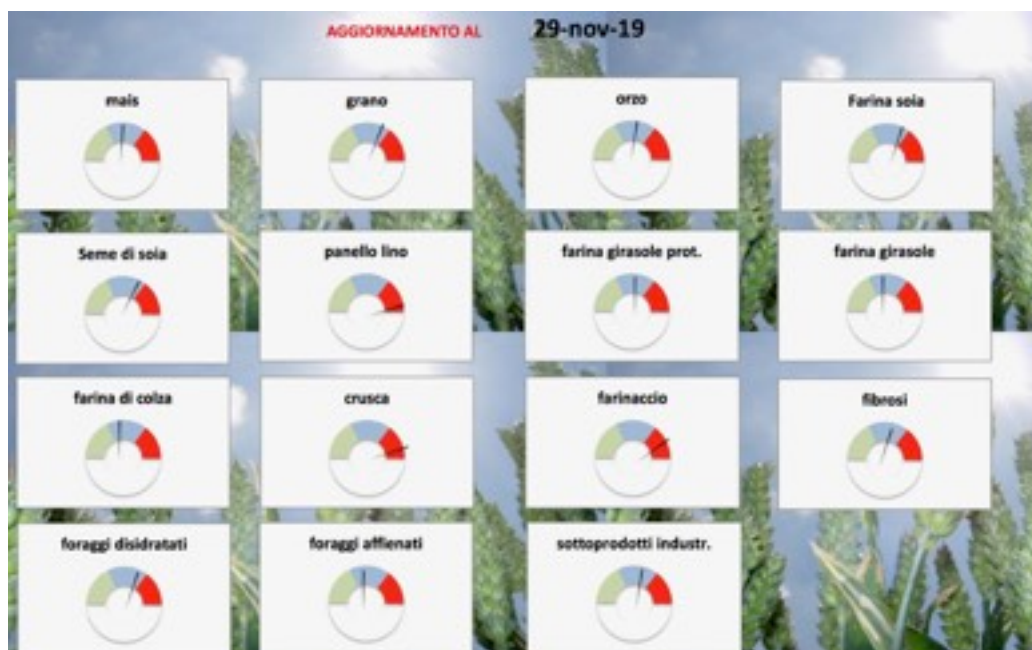 AGGIORNAMENTO AL 29-nov-19
mais
grano
orzo
Farina soia
Seme di soia
panello lino
farina girasole prot.
farina girasole
farina di colza
crusca
farinaccio
fibrosi
foraggi disidratati
foraggi affienati
sottoprodotti industr.